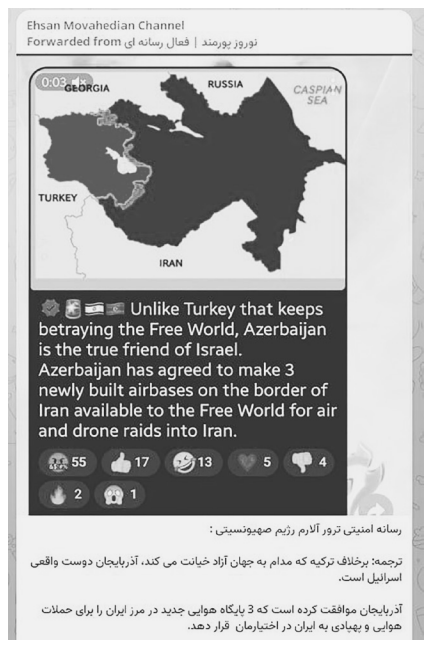 Ehsan Movahedian Channel
Forwarded from نوروز پورمند | فعال رسانه ای
0:03
GEORGIA
RUSSIA
CASPIAN
SEA
TURKEY
IRAN
Unlike Turkey that keeps
betraying the Free World, Azerbaijan
is the true friend of Israel.
Azerbaijan has agreed to make 3
newly built airbases on the border of
Iran available to the Free World for air
and drone raids into Iran.
55 17 13 5 4
2 1
رسانه امنیتی ترور آلارم رژیم صهیونسیتی :
ترجمه: برخلاف ترکیه که مدام به جهان آزاد خیانت می کند، آذربایجان دوست واقعی
اسرائیل است.
آذربایجان موافقت کرده است که 3 پایگاه هوایی جدید در مرز ایران را برای حملات
هوایی و پهپادی به ایران در اختیارمان قرار دهد.